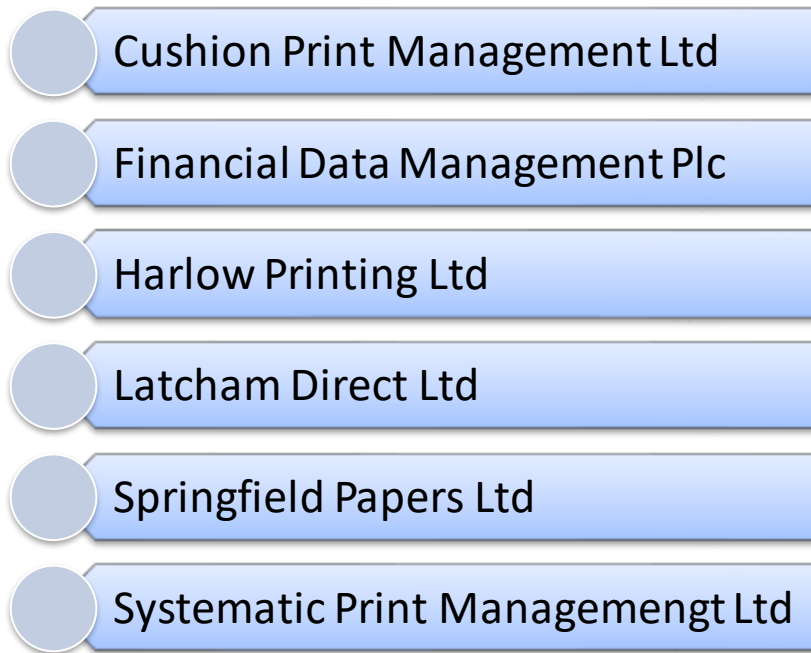 Cushion Print Management Ltd
Financial Data Management Plc
Harlow Printing Ltd
Latcham Direct Ltd
Springfield Papers Ltd
Systematic Print Managemengt Ltd